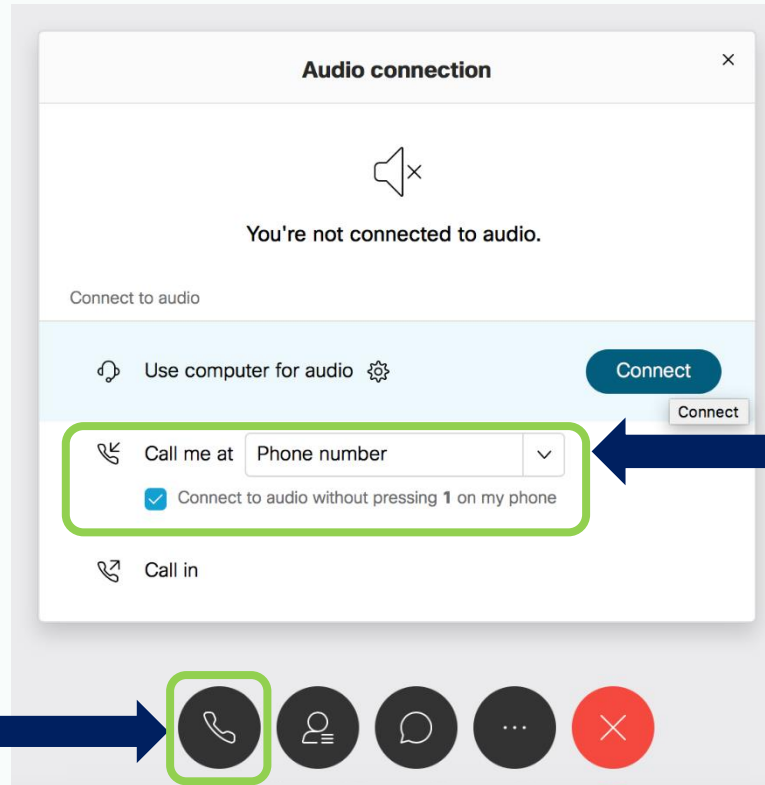 Audio connection
You're not connected to audio.
Connect to audio
Use computer for audio
Connect
Connect
Call me at
Phone number
Connect to audio without pressing 1 on my phone
Call in